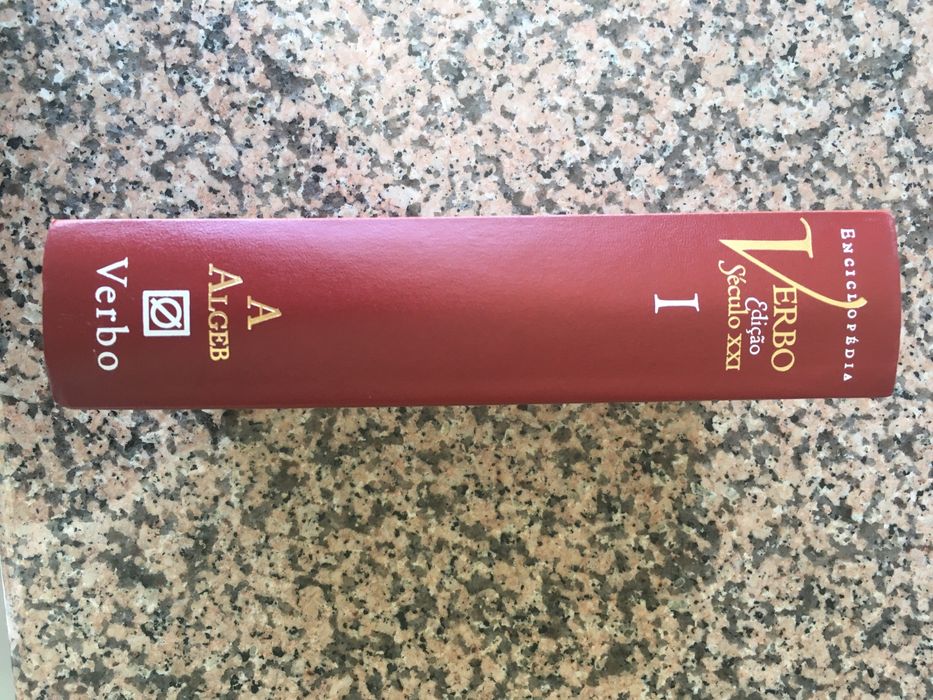 ENCICLOPÉDIA
VERBO
Edição
Século XXI
I
A
ALGEB
Verbo